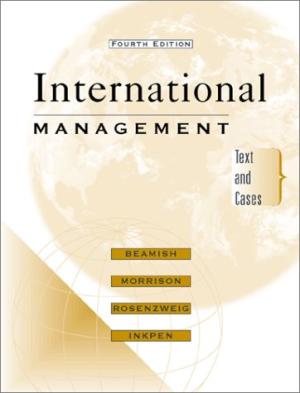 FOURTH EDITION
International
MANAGEMENT
Text
and
Cases
BEAMISH
MORRISON
ROSENZWEIG
INKPEN